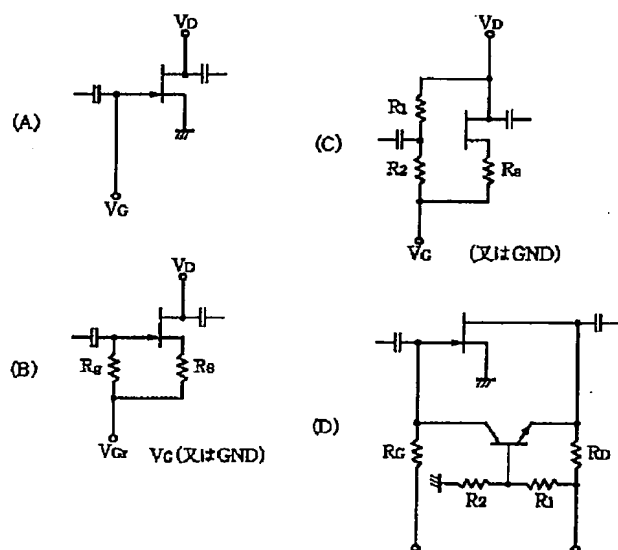 VD
(A)
VG
VD
R1
(C)
R2
Rs
VG
(又はGND)
VD
(B)
Rg
Rs
VGr
VG(又はGND)
(D)
RG
RD
R2
R1